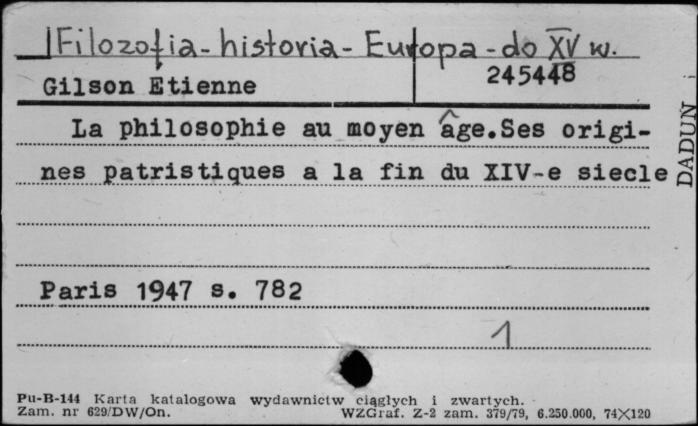 Filozofia - historia - Europa - do XV w.
Gilson Etienne
245448
La philosophie au moyen âge.Ses origi-
nes patristiques a la fin du XIV-e siecle
Paris 1947 s. 782
1
Pu-B-144 Karta katalogowa wydawnictw ciągłych i zwartych.
Zam. nr 629/DW/On.
WZGraf. Z-2 zam. 379/79, 6.250.000, 74×120
DADUN